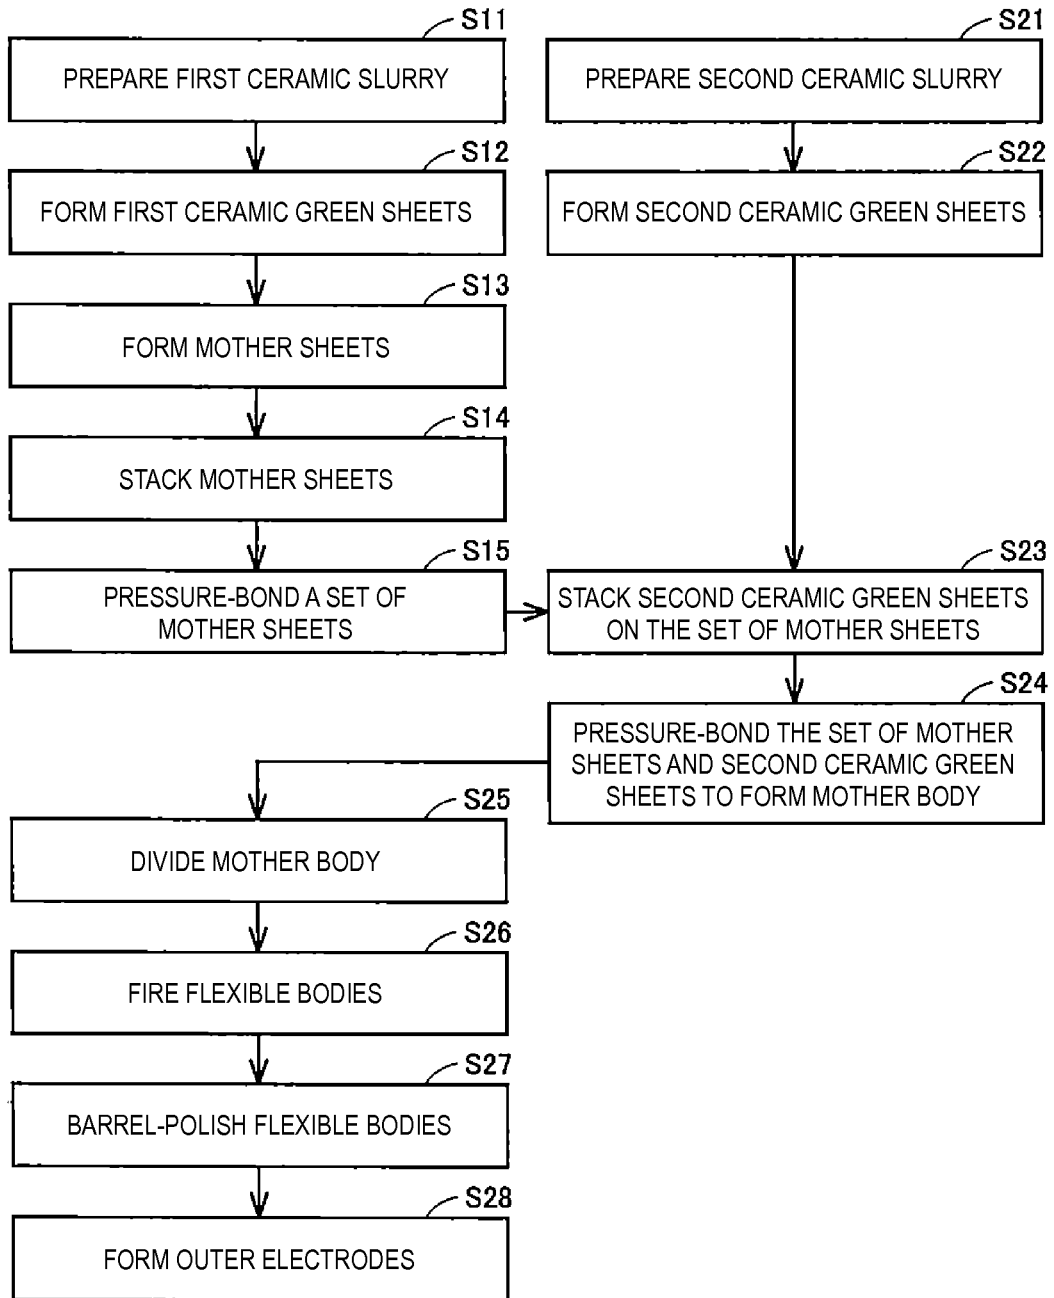 S11
PREPARE FIRST CERAMIC SLURRY
S12
FORM FIRST CERAMIC GREEN SHEETS
S13
FORM MOTHER SHEETS
S14
STACK MOTHER SHEETS
S15
PRESSURE-BOND A SET OF
MOTHER SHEETS
S21
PREPARE SECOND CERAMIC SLURRY
S22
FORM SECOND CERAMIC GREEN SHEETS
S23
STACK SECOND CERAMIC GREEN SHEETS
ON THE SET OF MOTHER SHEETS
S24
PRESSURE-BOND THE SET OF MOTHER
SHEETS AND SECOND CERAMIC GREEN
SHEETS TO FORM MOTHER BODY
S25
DIVIDE MOTHER BODY
S26
FIRE FLEXIBLE BODIES
S27
BARREL-POLISH FLEXIBLE BODIES
S28
FORM OUTER ELECTRODES